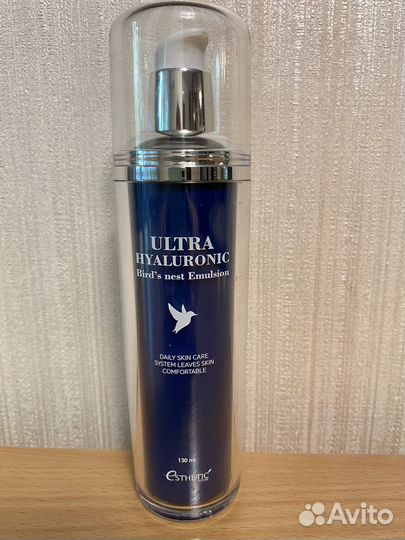 ULTRA
HYALURONIC
Bird's nest Emulsion
DAILY SKIN CARE
SYSTEM LEAVES SKIN
COMFORTABLE
130 ml
esthetic
Avito